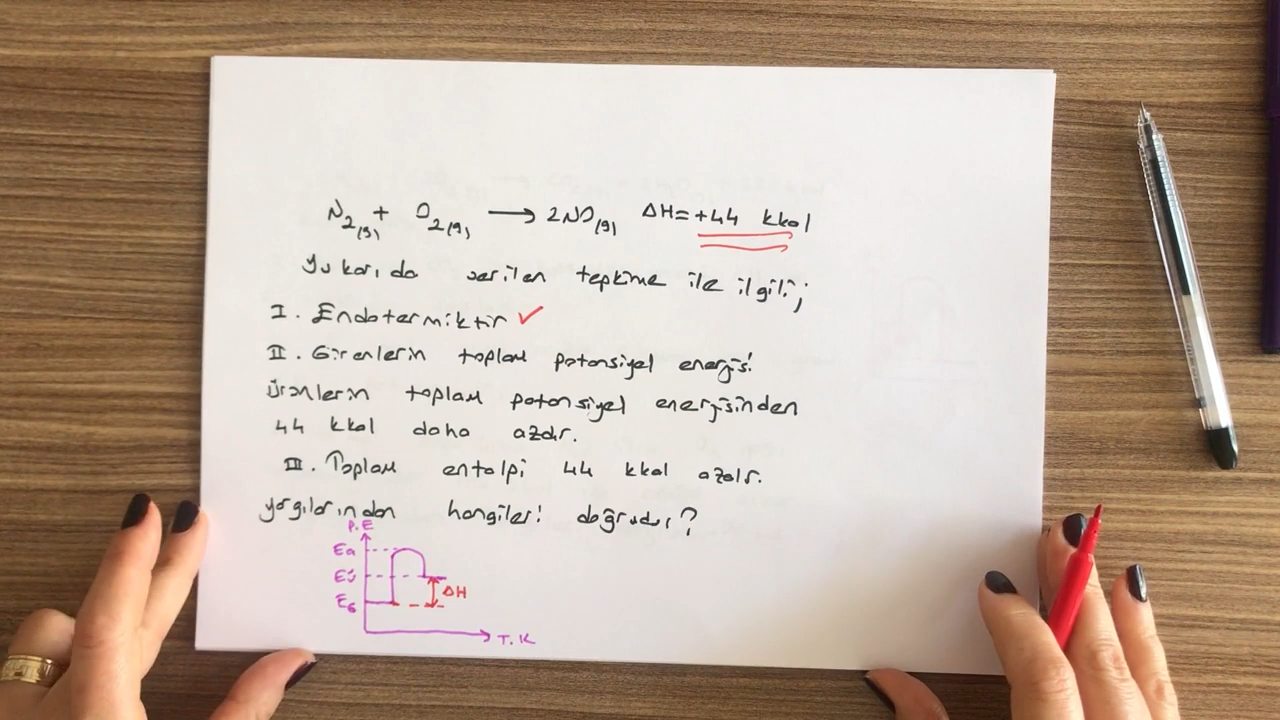 N2(g) + O2(g) → 2NO(g) ΔH = +44 kkal
Yukarıda verilen tepkime ile ilgili;
I. Endotermiktir ✓
II. Girenlerin toplam potansiyel enerjisi
ürünlerin toplam potansiyel enerjisinden
44 kkal daha azdır.
III. Toplam entalpi 44 kkal azalır.
yargılarından hangileri doğrudur?
P.E
Ea
Eü
EG
ΔH
T.K